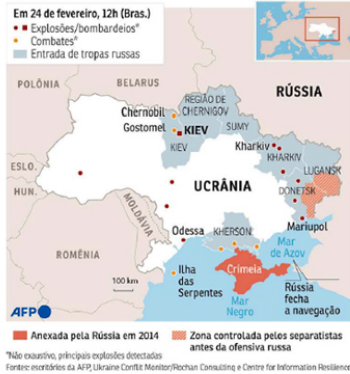 Em 24 de fevereiro, 12h (Bras.)
Explosões/bombardeios*
Combates*
Entrada de tropas russas
POLÔNIA
BELARUS
RÚSSIA
REGIÃO DE
CHERNIGOV
Chernobil
Gostomel
KIEV
SUMY
KIEV
Kharkiv
KHARKIV
ESLO.
HUN.
LUGANSK
UCRÂNIA
DONETSK
MOLDÁVIA
Mariupol
Odessa
KHERSON
Mar
de Azov
ROMÊNIA
100 km
Ilha
das
Serpentes
Crimeia
Rússia
fecha
a navegação
Mar
Negro
AFP
Anexada pela Rússia em 2014
Zona controlada pelos separatistas
antes da ofensiva russa
*Não exaustivo, principais explosões detectadas
Fontes: escritórios da AFP, Ukraine Conflit Monitor/Rochan Consulting e Centre for Information Resilience